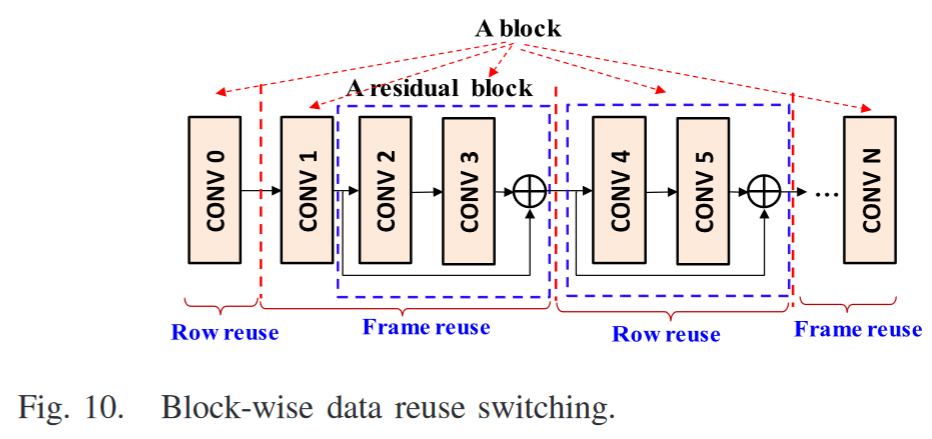 A block
A residual block
CONV 0
CONV 1
CONV 2
CONV 3
CONV 4
CONV 5
...
CONV N
Row reuse
Frame reuse
Row reuse
Frame reuse
Fig. 10. Block-wise data reuse switching.